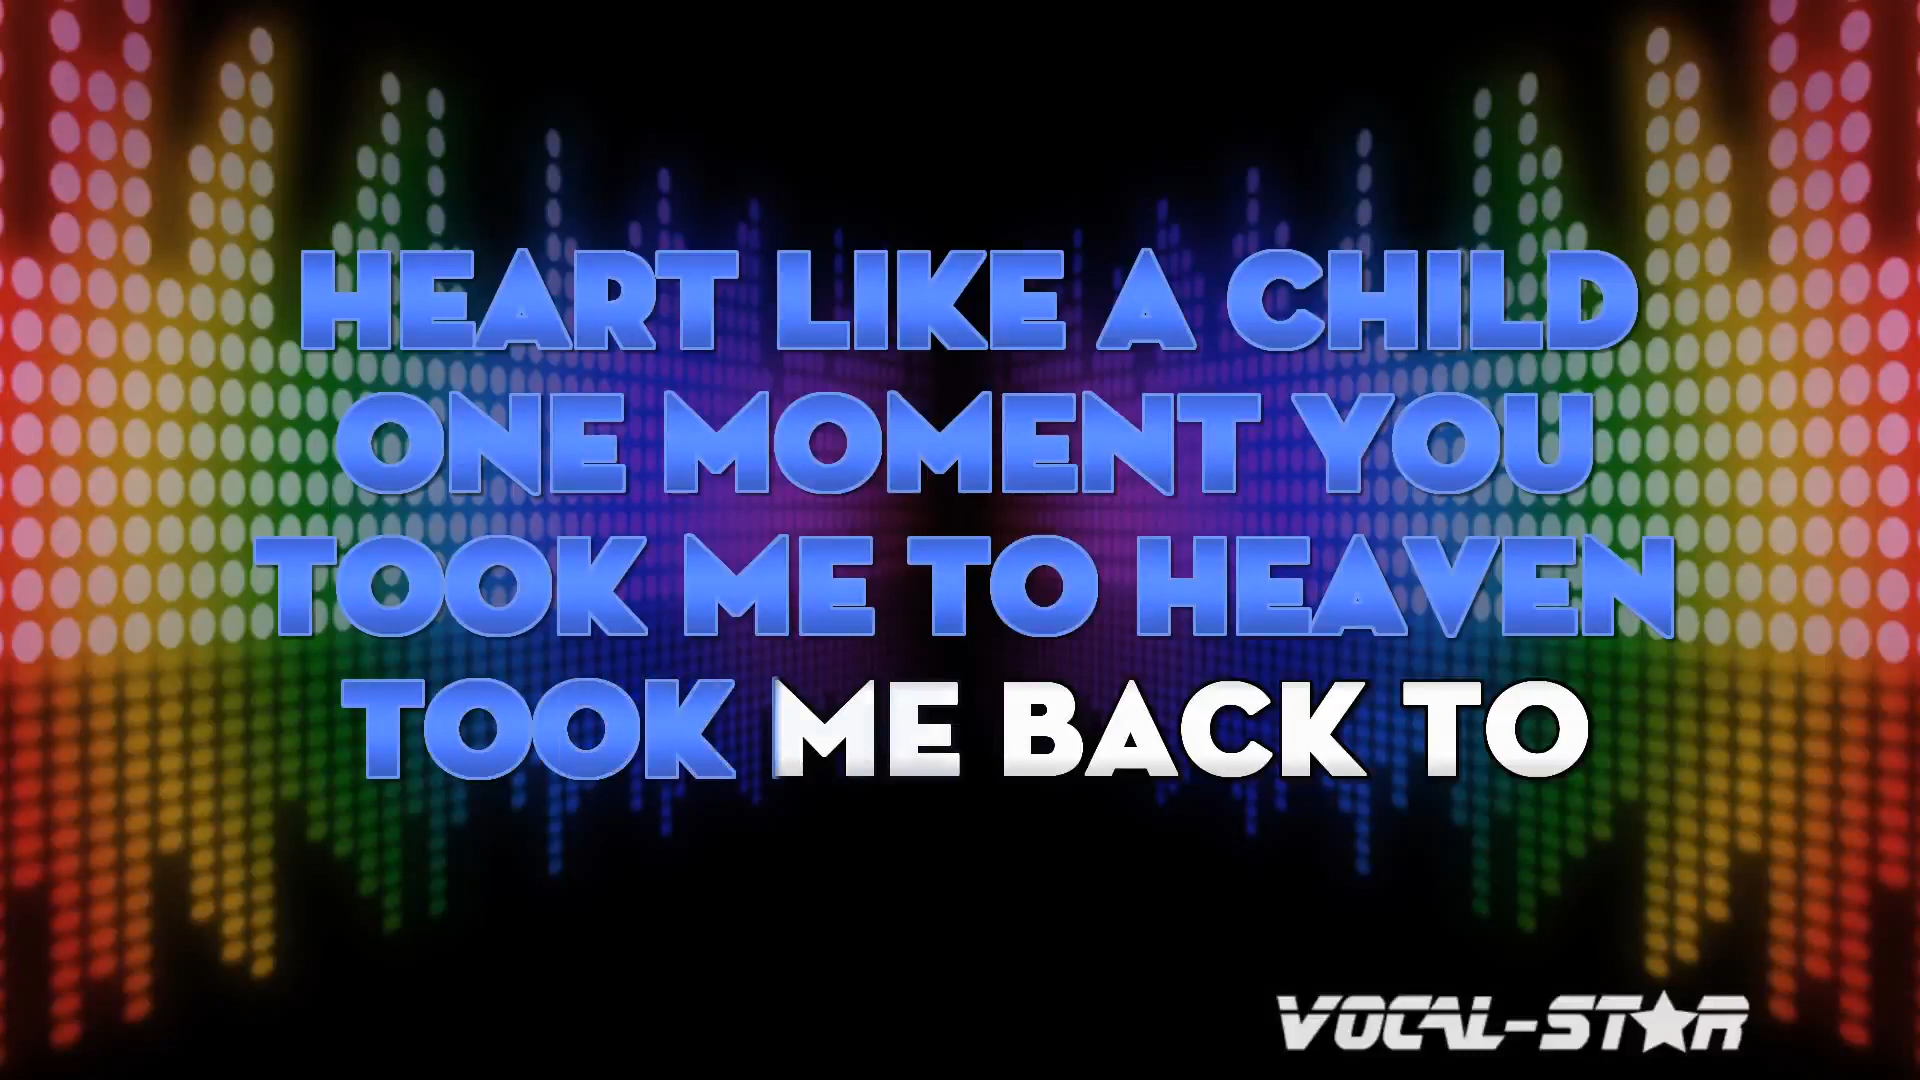 HEART LIKE A CHILD
ONE MOMENT YOU
TOOK ME TO HEAVEN
TOOK ME BACK TO
VOCAL-STAR